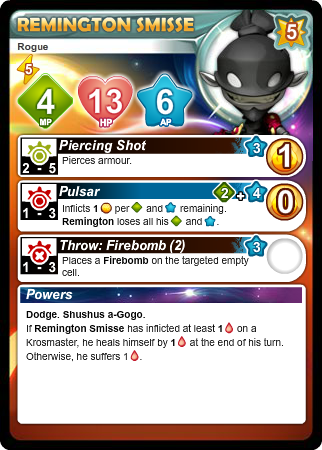 REMINGTON SMISSE
Rogue
5
5
4
MP
13
HP
6
AP
Piercing Shot
3
Pierces armour.
2 - 5
1
Pulsar
2 + 4
Inflicts 1 per and remaining.
Remington loses all his and .
1 - 3
0
Throw: Firebomb (2)
3
Places a Firebomb on the targeted empty
cell.
1 - 3
Powers
Dodge. Shushus a-Gogo.
If Remington Smisse has inflicted at least 1 on a
Krosmaster, he heals himself by 1 at the end of his turn.
Otherwise, he suffers 1 .